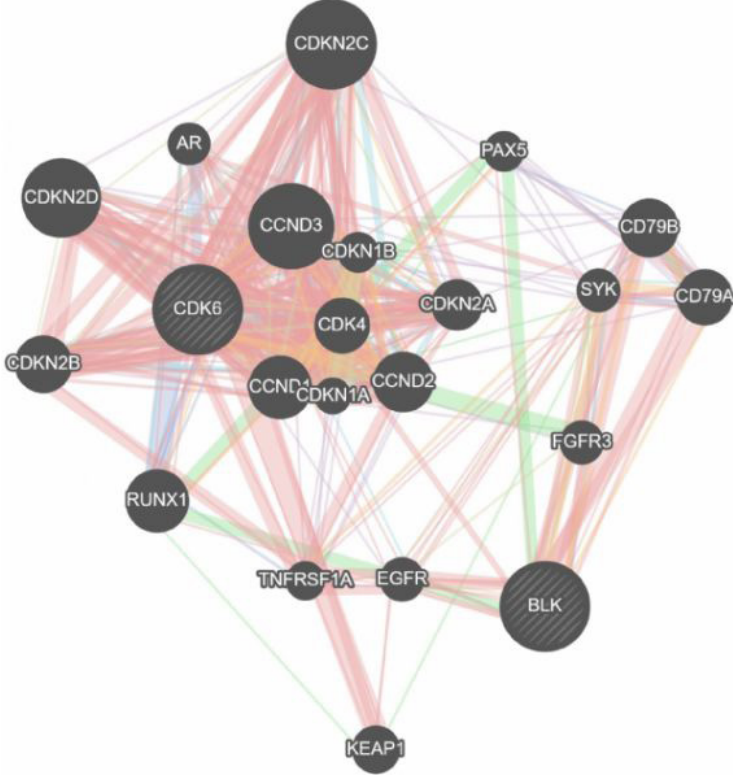 CDKN2C
AR
PAX5
CDKN2D
CCND3
CD79B
CDKN1B
SYK
CD79A
CDK6
CDKN2A
CDK4
CDKN2B
CCND1
CCND2
CDKN1A
FGFR3
RUNX1
TNFRSF1A
EGFR
BLK
KEAP1